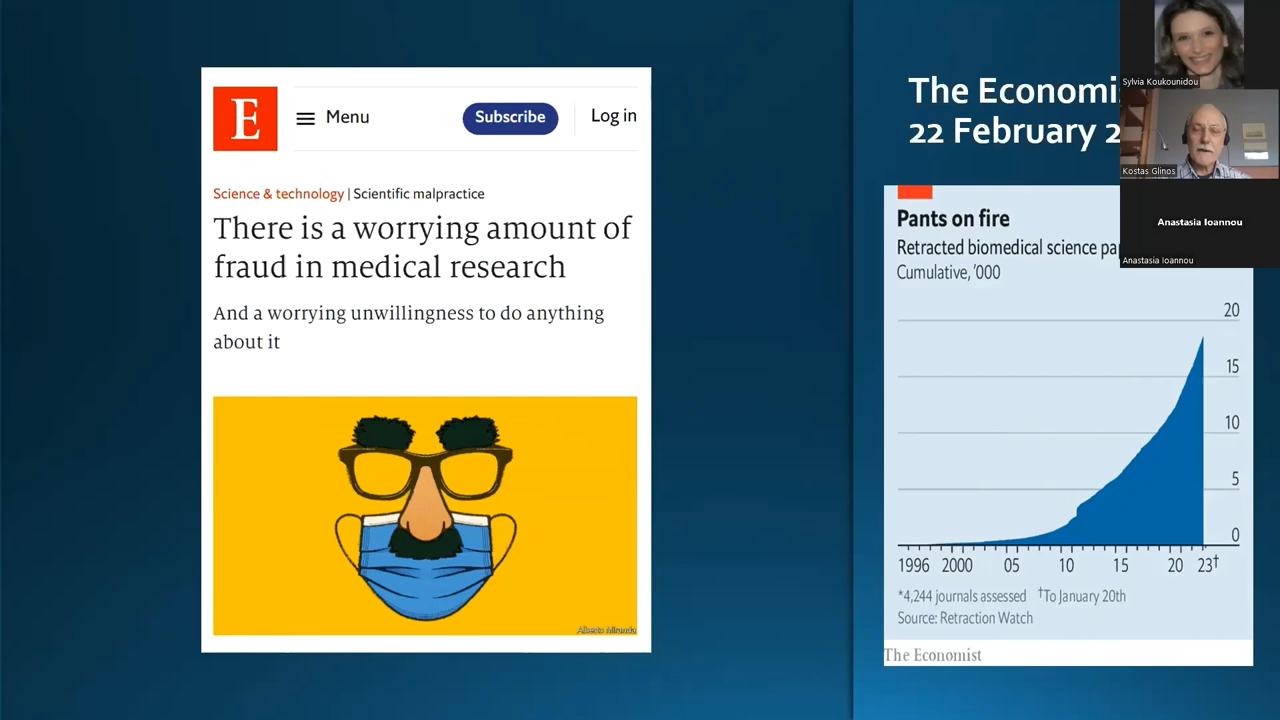 E
Menu
Subscribe
Log in
Science & technology | Scientific malpractice
There is a worrying amount of
fraud in medical research
And a worrying unwillingness to do anything
about it
Alberto Miranda
The Economi
22 February 2
Sylvia Koukounidou
Kostas Glinos
Anastasia Ioannou
Anastasia Ioannou
Pants on fire
Retracted biomedical science pa
Cumulative, '000
20
15
10
5
0
1996 2000 05 10 15 20 23†
*4,244 journals assessed †To January 20th
Source: Retraction Watch
The Economist